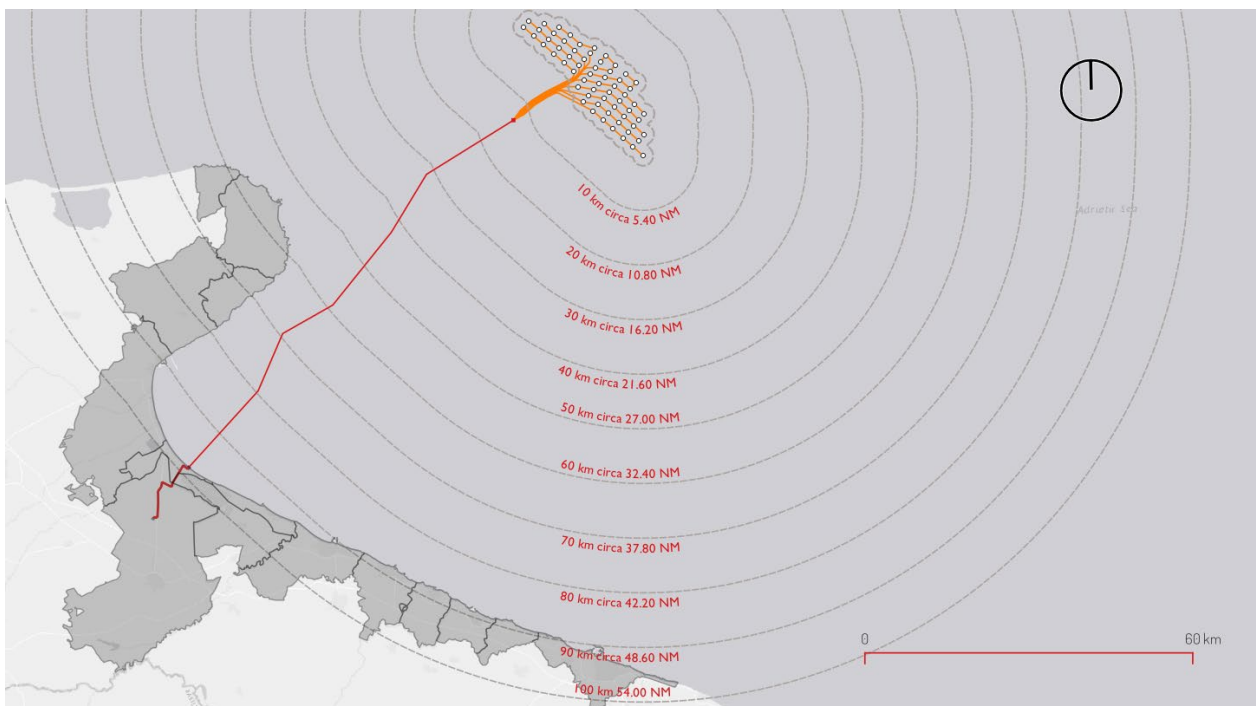 10 km circa 5.40 NM
Adriatic Sea
20 km circa 10.80 NM
30 km circa 16.20 NM
40 km circa 21.60 NM
50 km circa 27.00 NM
60 km circa 32.40 NM
70 km circa 37.80 NM
80 km circa 42.20 NM
0 60 km
90 km circa 48.60 NM
100 km 54.00 NM